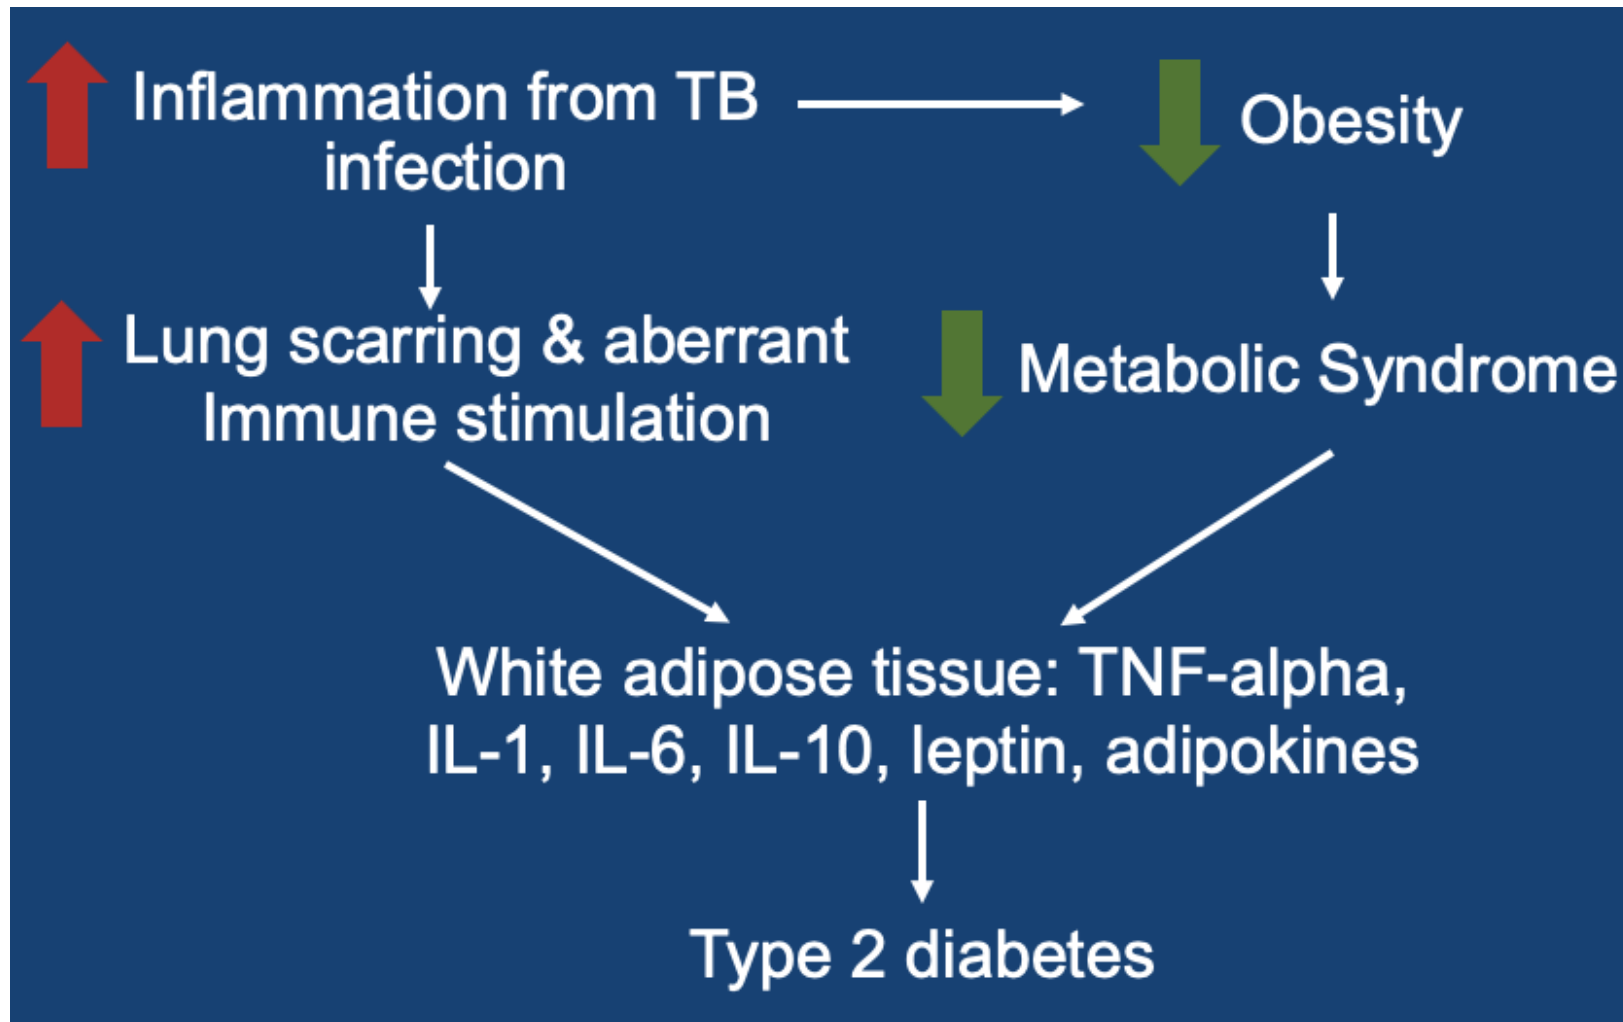 Inflammation from TB
infection
Obesity
Lung scarring & aberrant
Immune stimulation
Metabolic Syndrome
White adipose tissue: TNF-alpha,
IL-1, IL-6, IL-10, leptin, adipokines
Type 2 diabetes